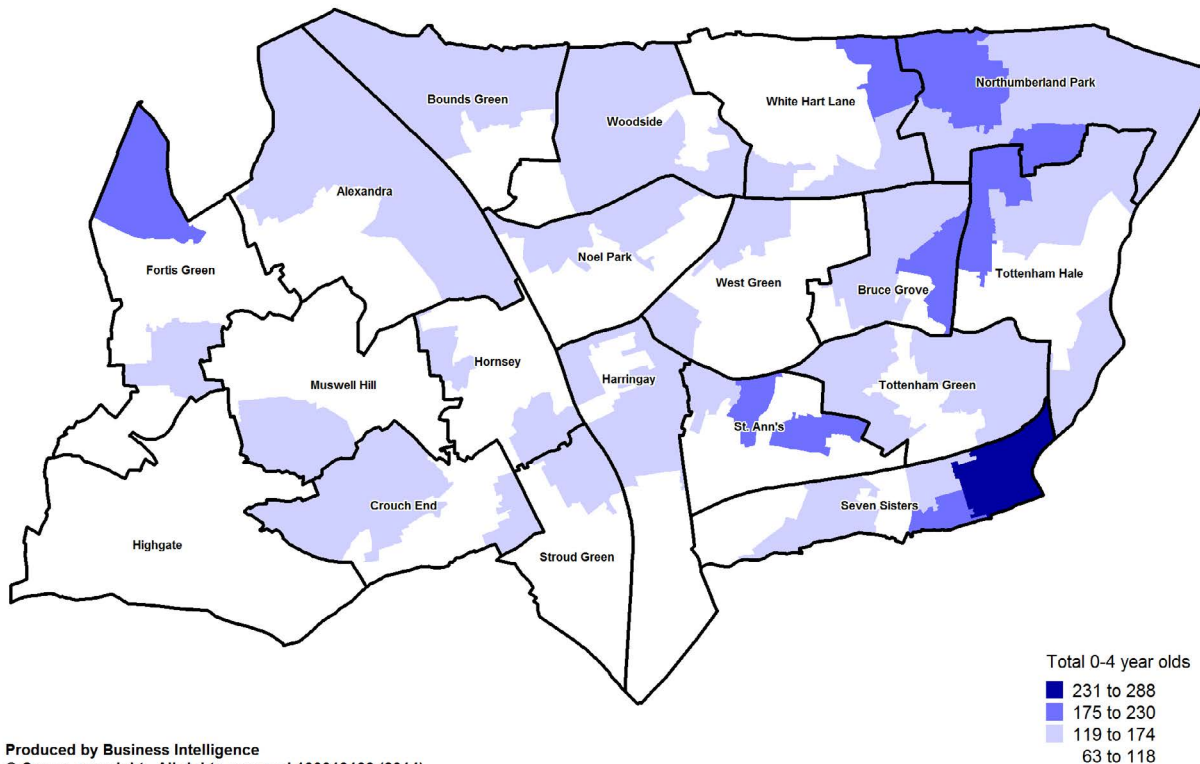 Northumberland Park
Bounds Green
White Hart Lane
Woodside
Alexandra
Noel Park
Fortis Green
Tottenham Hale
West Green
Bruce Grove
Hornsey
Harringay
Muswell Hill
Tottenham Green
St. Ann's
Crouch End
Seven Sisters
Highgate
Stroud Green
Total 0-4 year olds
231 to 288
175 to 230
119 to 174
63 to 118
Produced by Business Intelligence